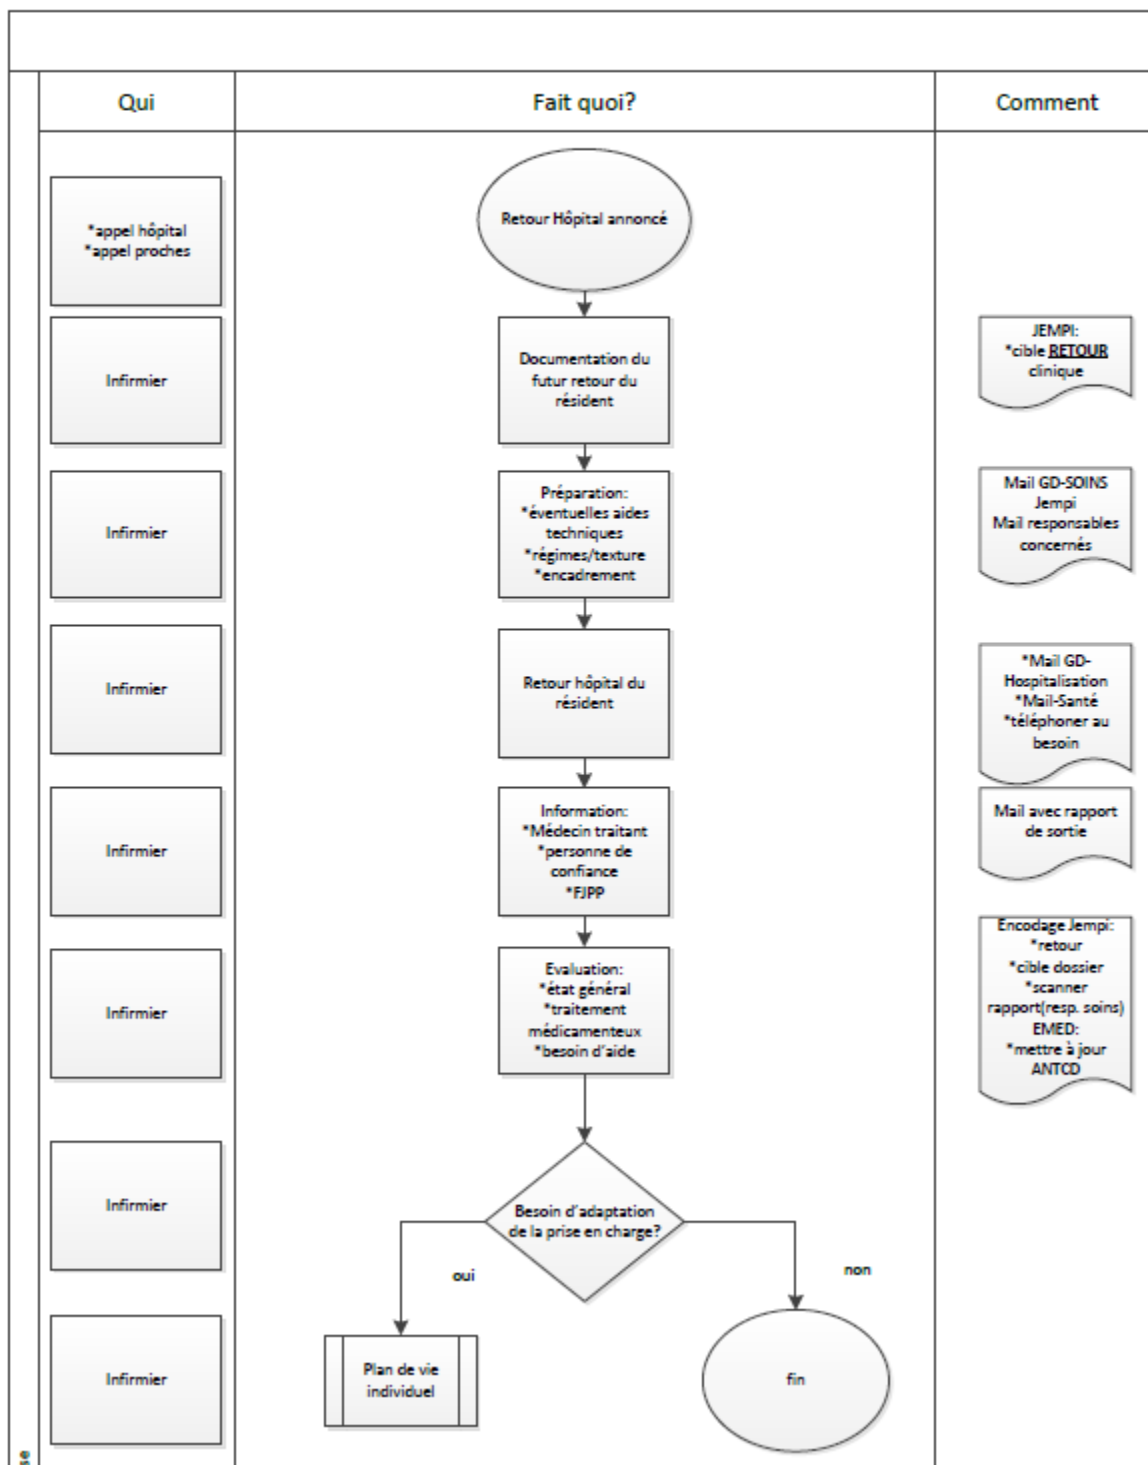 Qui
Fait quoi?
Comment
*appel hôpital
*appel proches
Retour Hôpital annoncé
Infirmier
Documentation du
futur retour du
résident
JEMPI:
*cible RETOUR
clinique
Infirmier
Préparation:
*éventuelles aides
techniques
*régimes/texture
*encadrement
Mail GD-SOINS
Jempi
Mail responsables
concernés
Infirmier
Retour hôpital du
résident
*Mail GD-
Hospitalisation
*Mail-Santé
*téléphoner au
besoin
Infirmier
Information:
*Médecin traitant
*personne de
confiance
*FJPP
Mail avec rapport
de sortie
Infirmier
Evaluation:
*état général
*traitement
médicamenteux
*besoin d'aide
Encodage Jempi:
*retour
*cible dossier
*scanner
rapport(resp. soins)
EMED:
*mettre à jour
ANTCD
Infirmier
Besoin d'adaptation
de la prise en charge?
oui
non
Infirmier
Plan de vie
individuel
fin
se